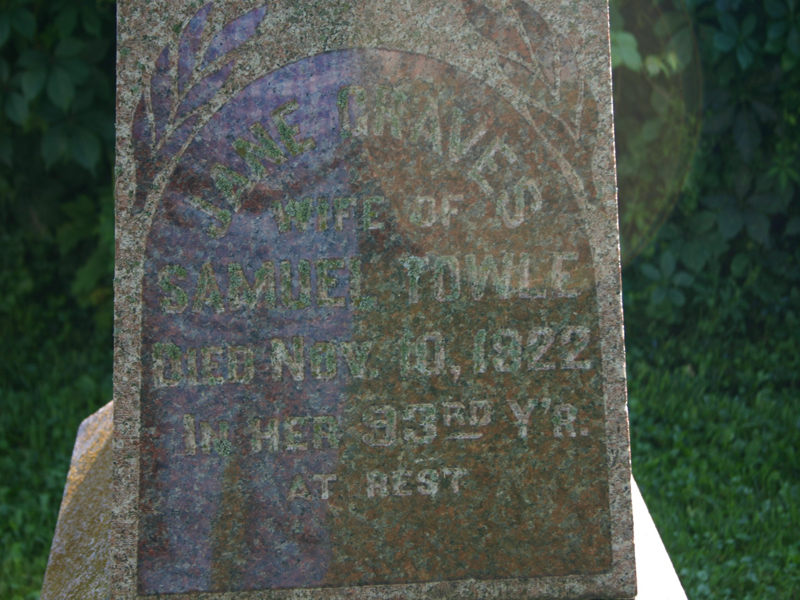 JANE GRAVES
WIFE OF
SAMUEL TOWLE
DIED NOV. 10, 1922
IN HER 93RD Y'R.
AT REST